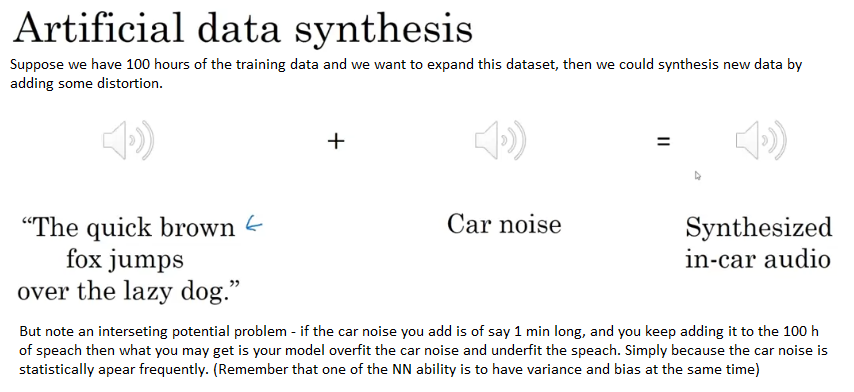 Artificial data synthesis
Suppose we have 100 hours of the training data and we want to expand this dataset, then we could synthesis new data by
adding some distortion.
+
=
“The quick brown
fox jumps
over the lazy dog.”
Car noise
Synthesized
in-car audio
But note an interseting potential problem - if the car noise you add is of say 1 min long, and you keep adding it to the 100 h
of speach then what you may get is your model overfit the car noise and underfit the speach. Simply because the car noise is
statistically apear frequently. (Remember that one of the NN ability is to have variance and bias at the same time)